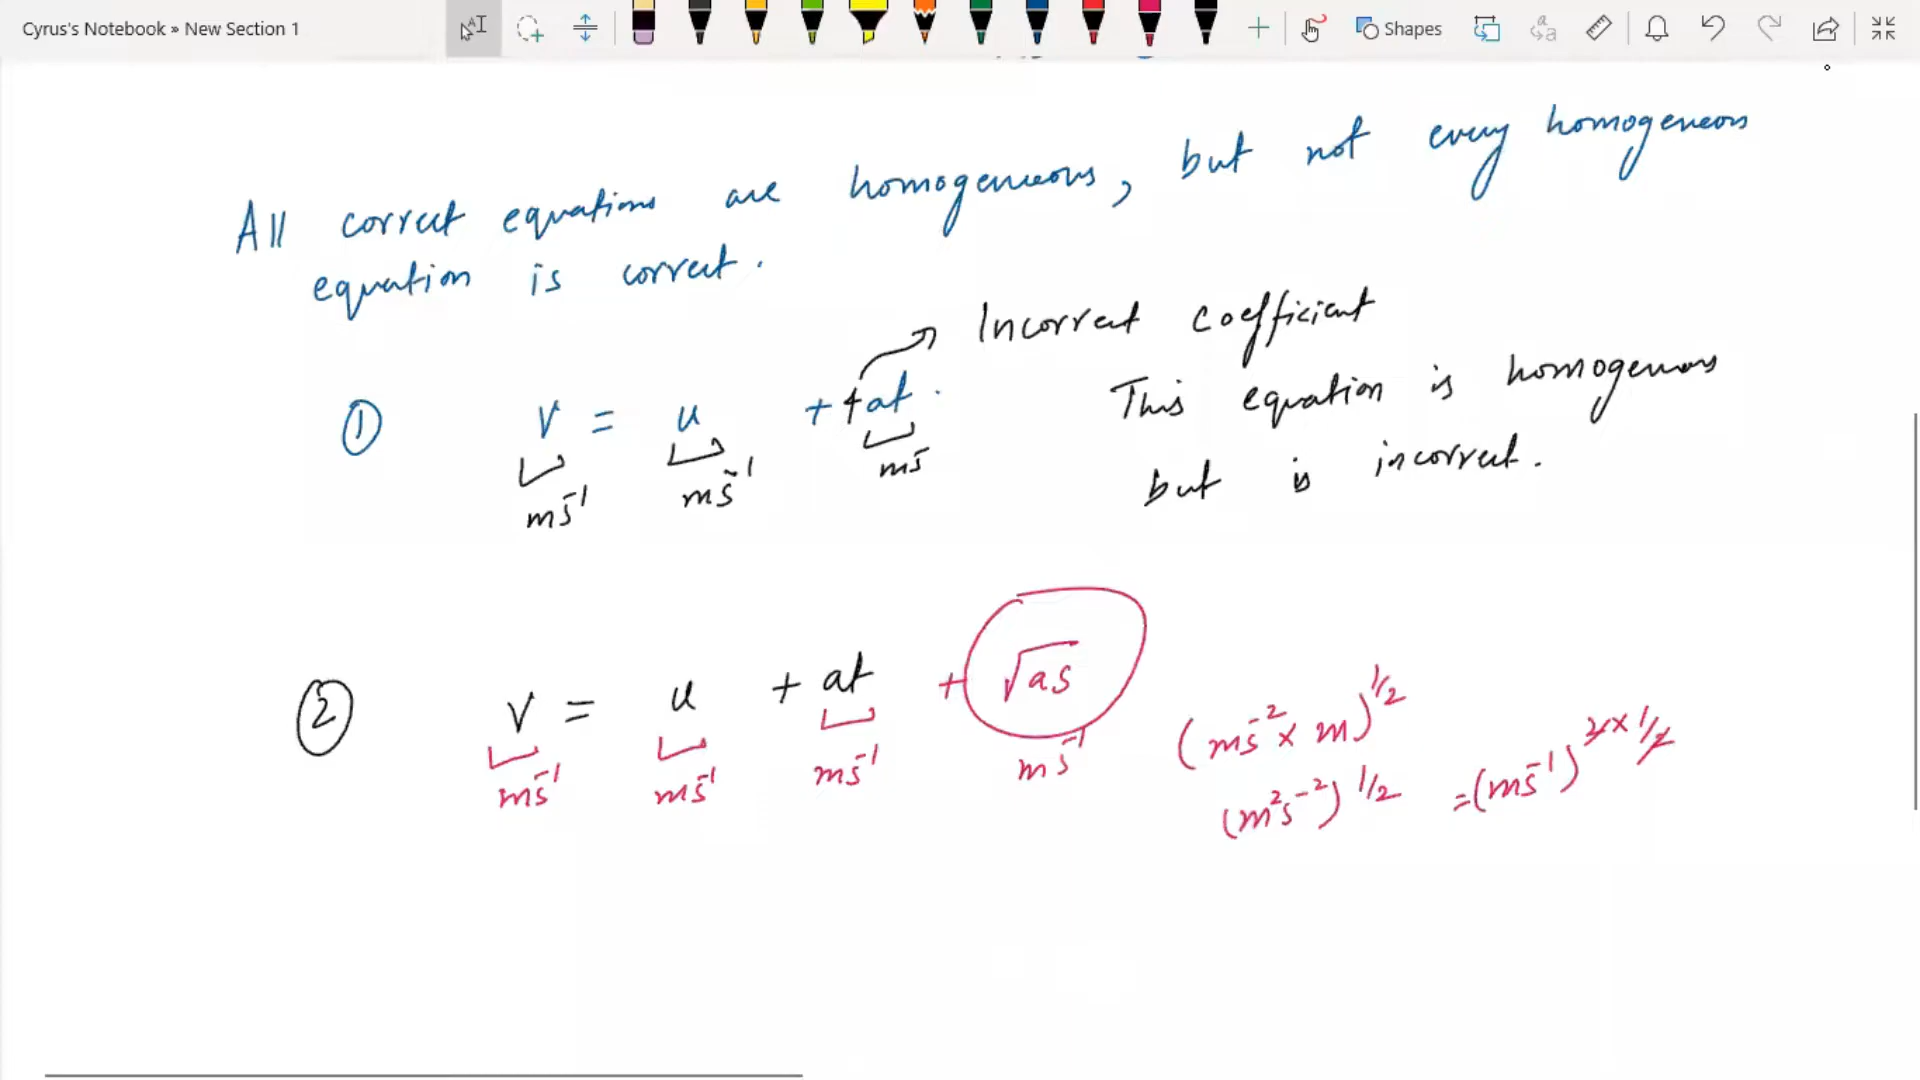 Cyrus's Notebook » New Section 1
Shapes
All correct equations are homogeneous, but not every homogeneous
equation is correct.
Incorrect coefficient
① v = u + 4at.
This equation is homogenous
ms⁻¹ ms⁻¹ ms⁻
but is incorrect.
② v = u + at + √as
ms⁻¹ ms⁻¹ ms⁻¹ ms⁻¹
(ms⁻² × m)^1/2
(m²s⁻²)^1/2 = (ms⁻¹)^2×1/2